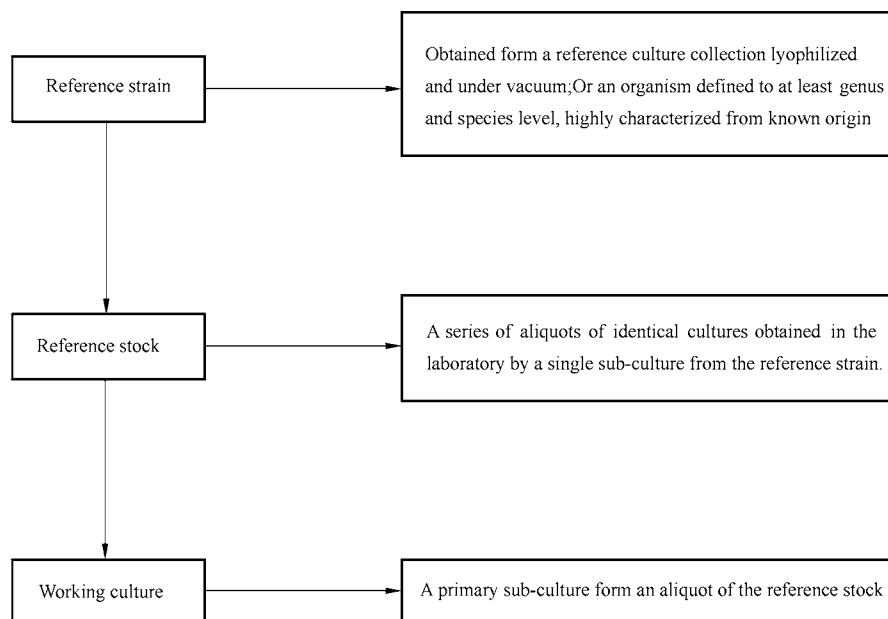 Reference strain
Obtained form a reference culture collection lyophilized
and under vacuum;Or an organism defined to at least genus
and species level, highly characterized from known origin
Reference stock
A series of aliquots of identical cultures obtained in the
laboratory by a single sub-culture from the reference strain.
Working culture
A primary sub-culture form an aliquot of the reference stock